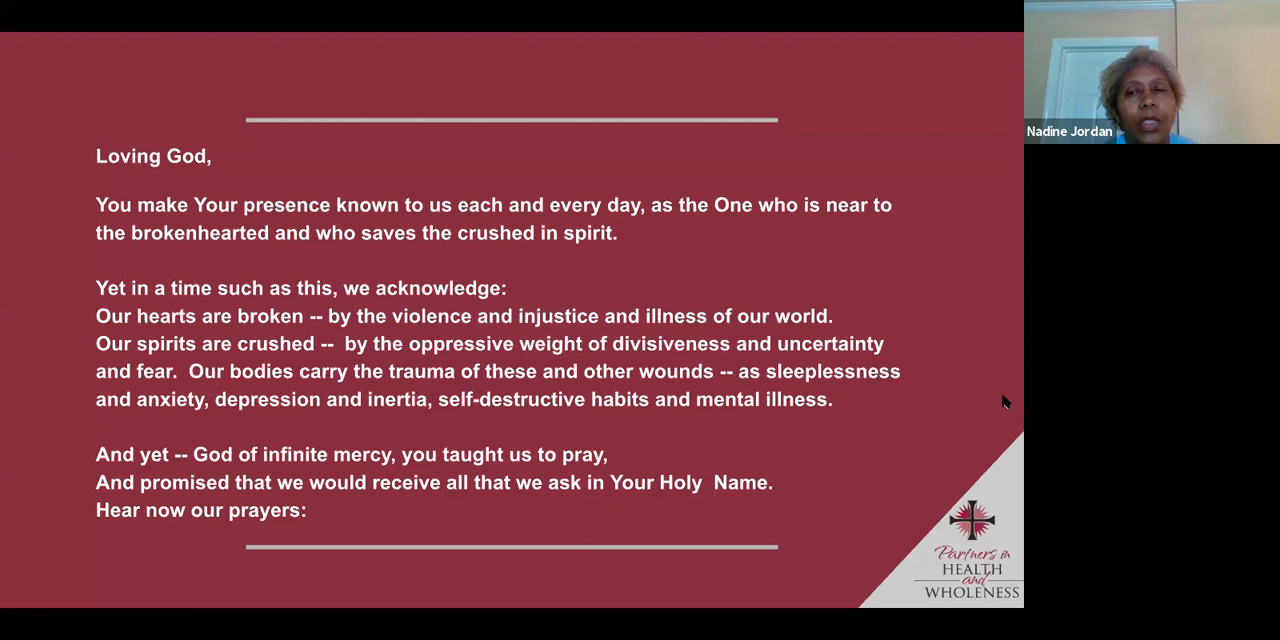 Loving God,
You make Your presence known to us each and every day, as the One who is near to
the brokenhearted and who saves the crushed in spirit.
Yet in a time such as this, we acknowledge:
Our hearts are broken -- by the violence and injustice and illness of our world.
Our spirits are crushed --  by the oppressive weight of divisiveness and uncertainty
and fear.  Our bodies carry the trauma of these and other wounds -- as sleeplessness
and anxiety, depression and inertia, self-destructive habits and mental illness.
And yet -- God of infinite mercy, you taught us to pray,
And promised that we would receive all that we ask in Your Holy  Name.
Hear now our prayers:
Partners in
HEALTH
and
WHOLENESS
Nadine Jordan